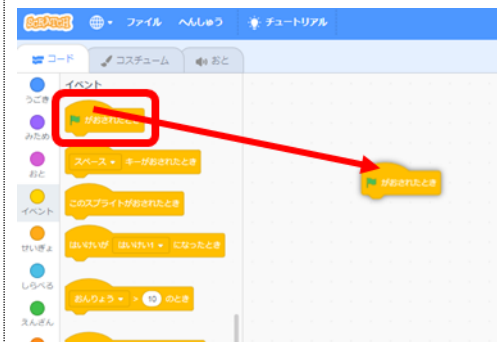 SCRATCH ファイル へんしゅう チュートリアル
コード コスチューム おと
うごき
みため
おと
イベント
せいぎょ
しらべる
えんざん
イベント
がおされたとき
スペース キーがおされたとき
このスプライトがおされたとき
はいけいが はいけい1 になったとき
おんりょう > 10 のとき
がおされたとき